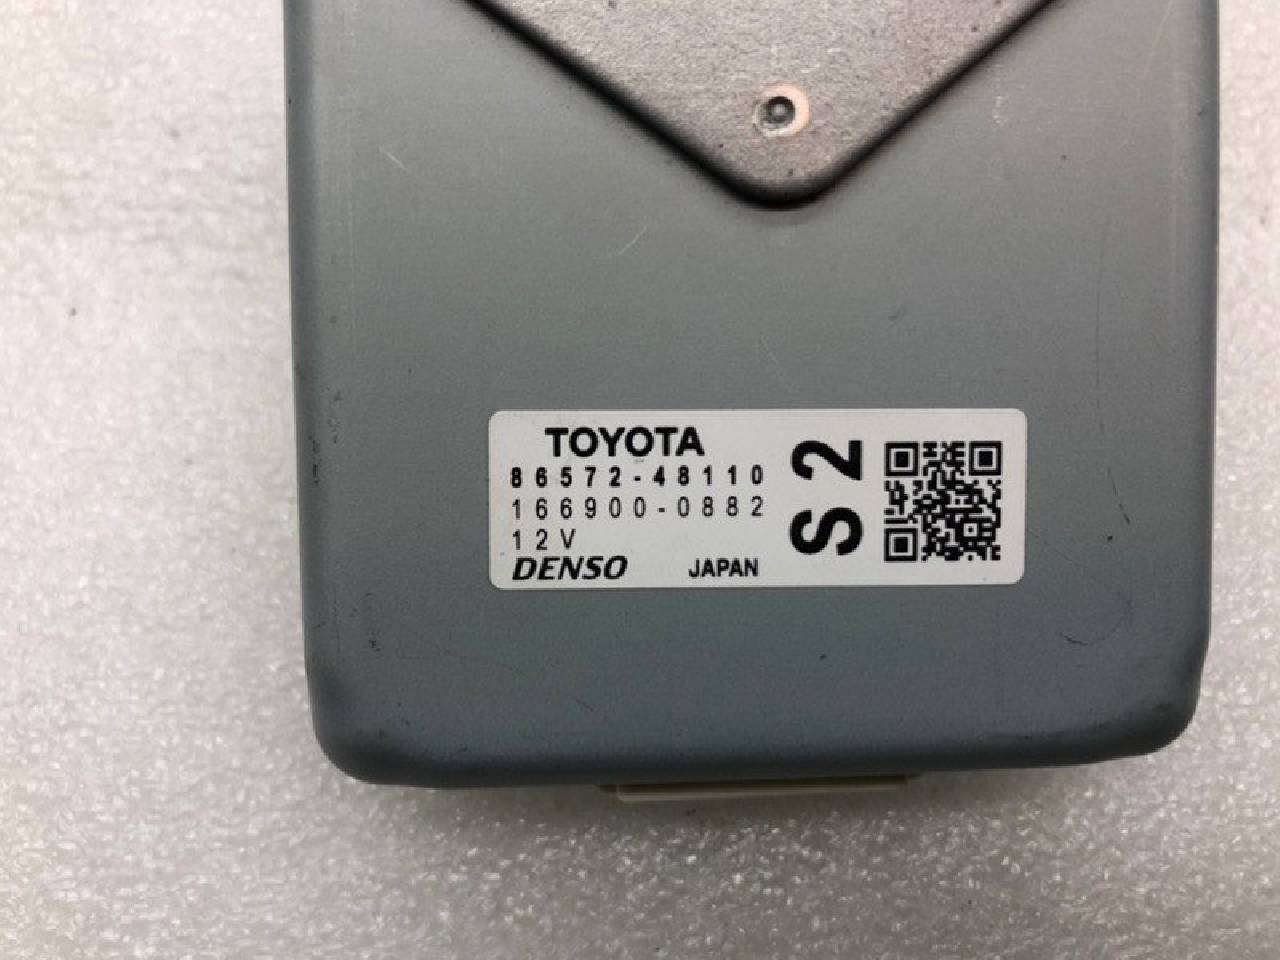 TOYOTA
86572-48110
166900-0882
12V
DENSO JAPAN
S2